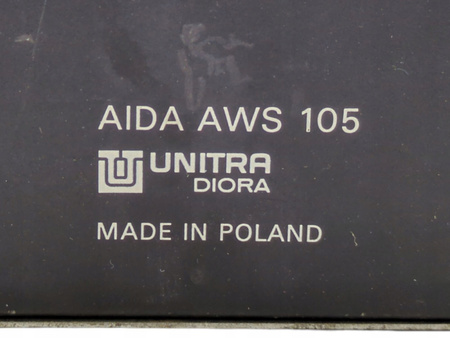 AIDA AWS 105
UNITRA
DIORA
MADE IN POLAND